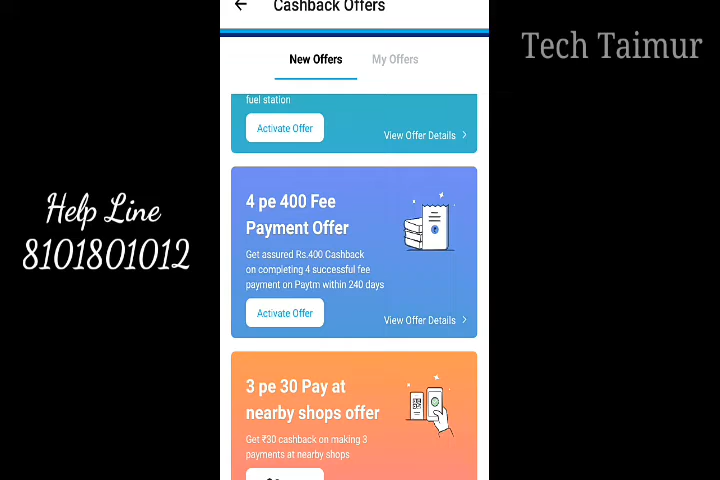 Cashback Offers
Tech Taimur
New Offers
My Offers
fuel station
Activate Offer
View Offer Details
4 pe 400 Fee
Payment Offer
Get assured Rs.400 Cashback
on completing 4 successful fee
payment on Paytm within 240 days
Activate Offer
View Offer Details
Help Line
8101801012
3 pe 30 Pay at
nearby shops offer
Get ₹30 cashback on making 3
payments at nearby shops